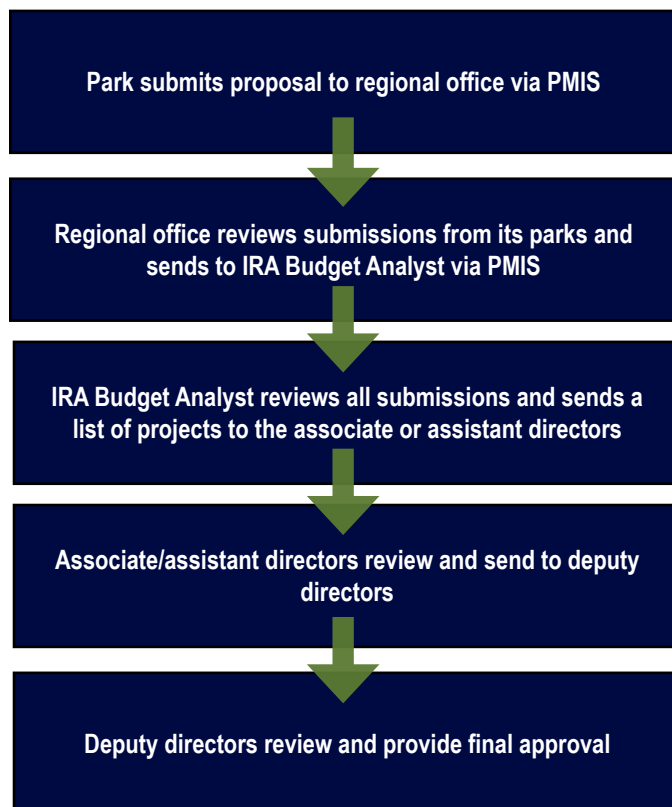 Park submits proposal to regional office via PMIS
Regional office reviews submissions from its parks and
sends to IRA Budget Analyst via PMIS
IRA Budget Analyst reviews all submissions and sends a
list of projects to the associate or assistant directors
Associate/assistant directors review and send to deputy
directors
Deputy directors review and provide final approval